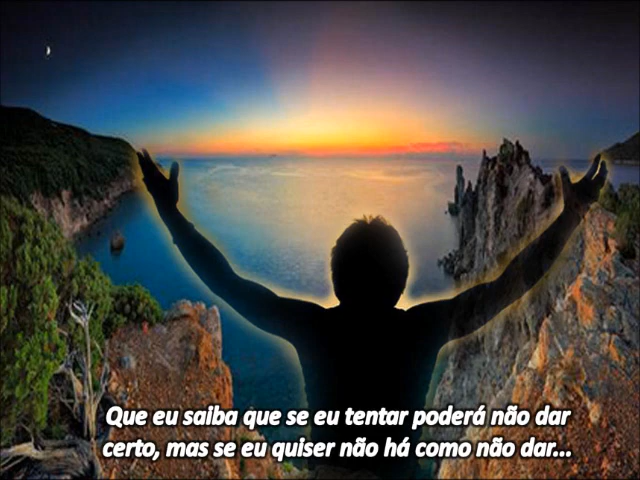 Que eu saiba que se eu tentar poderá não dar
certo, mas se eu quiser não há como não dar...